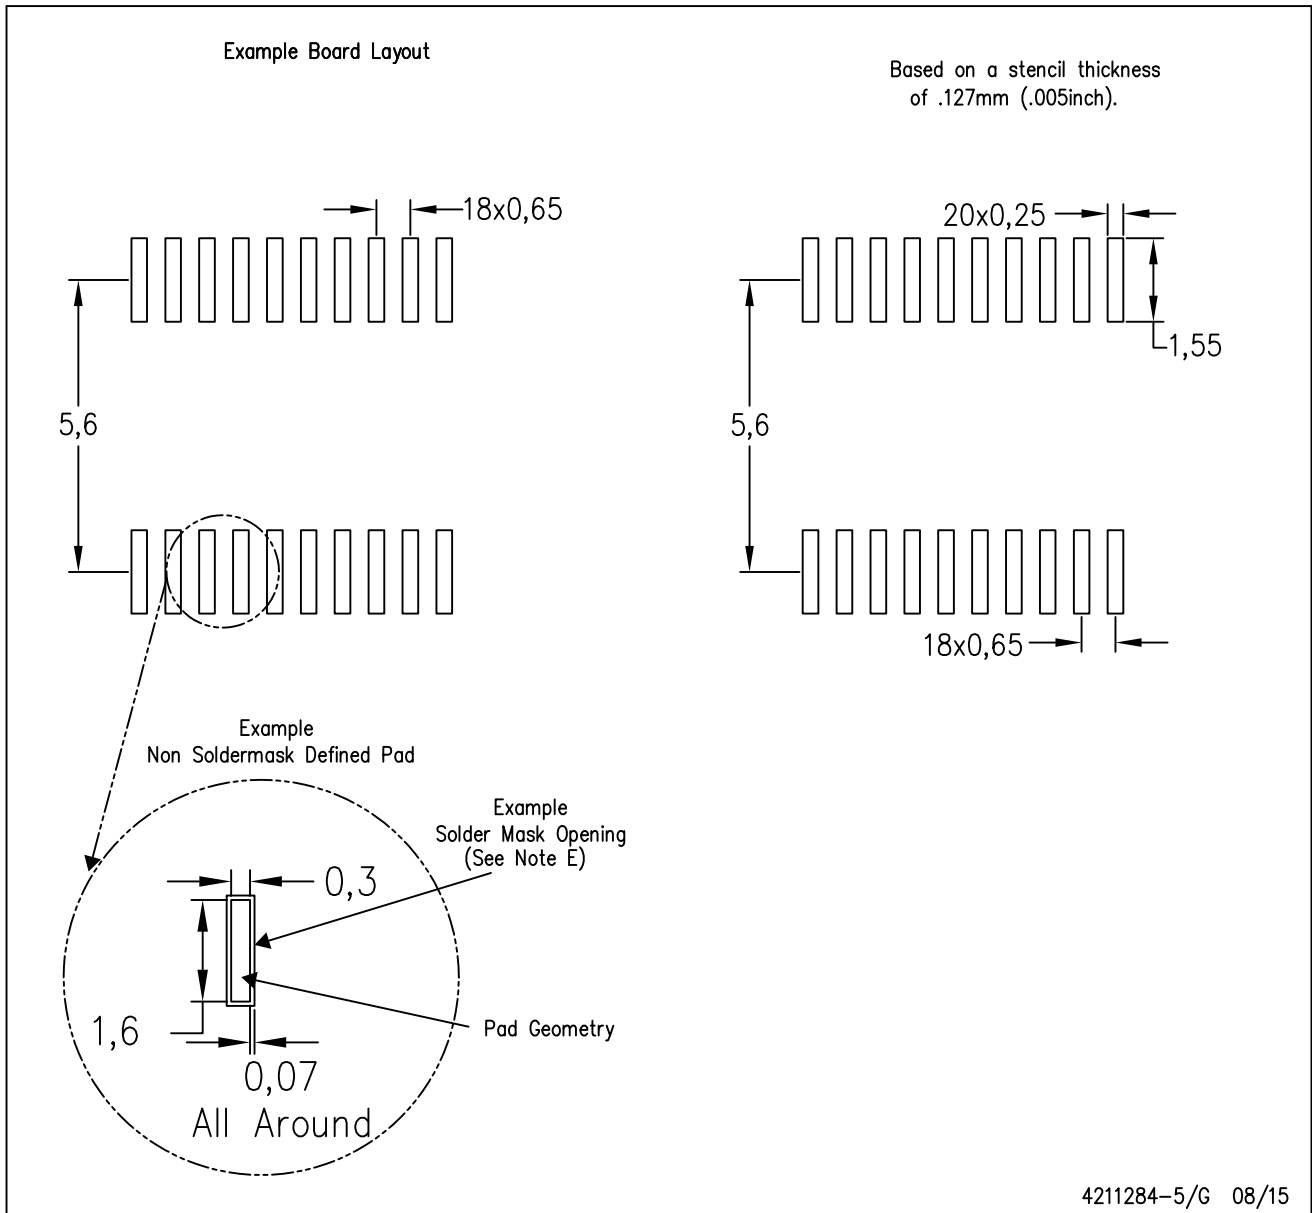 Example Board Layout
Based on a stencil thickness
of .127mm (.005inch).
18x0,65
20x0,25
1,55
5,6
5,6
18x0,65
Example
Non Soldermask Defined Pad
Example
Solder Mask Opening
(See Note E)
0,3
1,6
Pad Geometry
0,07
All Around
4211284-5/G 08/15